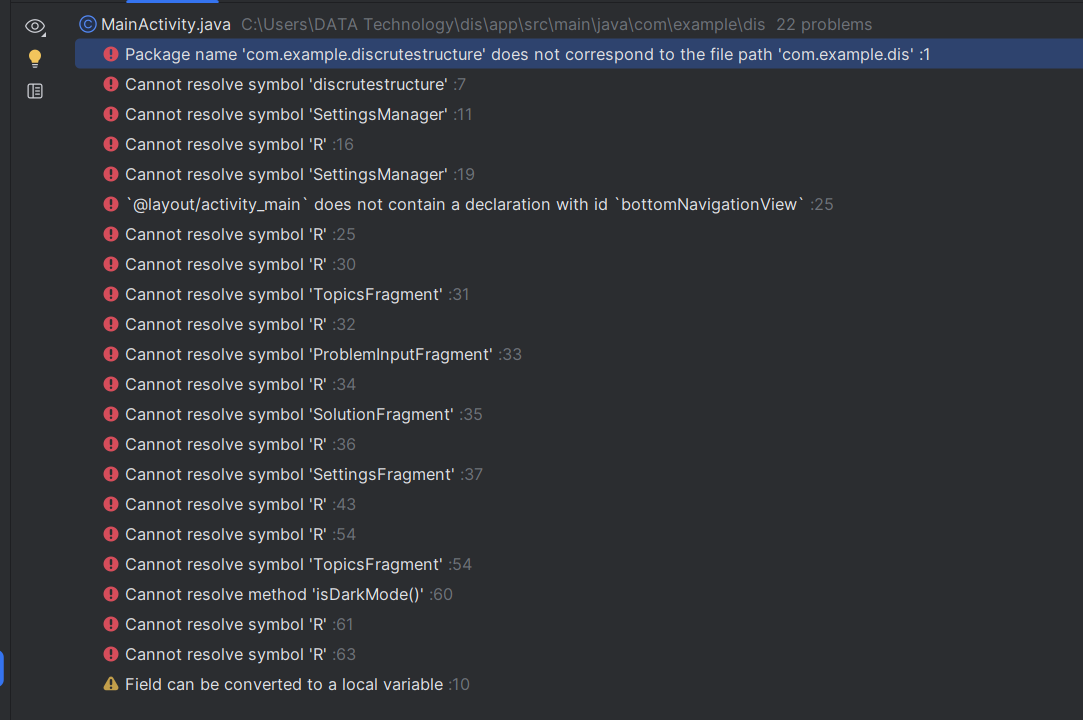 MainActivity.java C:\Users\DATA Technology\dis\app\src\main\java\com\example\dis 22 problems
Package name 'com.example.discrutestructure' does not correspond to the file path 'com.example.dis' :1
Cannot resolve symbol 'discrutestructure' :7
Cannot resolve symbol 'SettingsManager' :11
Cannot resolve symbol 'R' :16
Cannot resolve symbol 'SettingsManager' :19
`@layout/activity_main` does not contain a declaration with id `bottomNavigationView` :25
Cannot resolve symbol 'R' :25
Cannot resolve symbol 'R' :30
Cannot resolve symbol 'TopicsFragment' :31
Cannot resolve symbol 'R' :32
Cannot resolve symbol 'ProblemInputFragment' :33
Cannot resolve symbol 'R' :34
Cannot resolve symbol 'SolutionFragment' :35
Cannot resolve symbol 'R' :36
Cannot resolve symbol 'SettingsFragment' :37
Cannot resolve symbol 'R' :43
Cannot resolve symbol 'R' :54
Cannot resolve symbol 'TopicsFragment' :54
Cannot resolve method 'isDarkMode()' :60
Cannot resolve symbol 'R' :61
Cannot resolve symbol 'R' :63
Field can be converted to a local variable :10